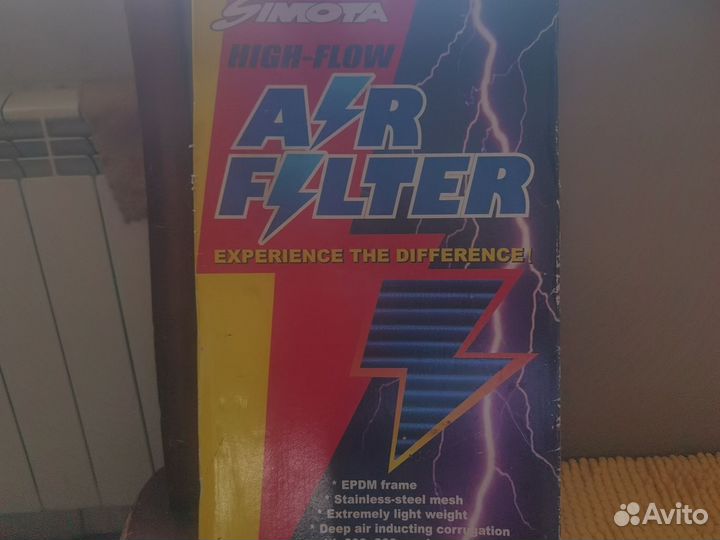 SIMOTA
HIGH-FLOW
AIR
FILTER
EXPERIENCE THE DIFFERENCE!
* EPDM frame
* Stainless-steel mesh
* Extremely light weight
* Deep air inducting corrugation
Avito